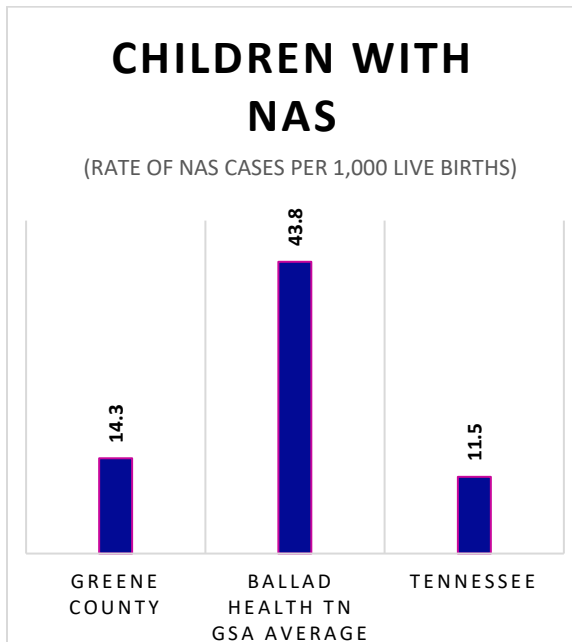 CHILDREN WITH
NAS
(RATE OF NAS CASES PER 1,000 LIVE BIRTHS)
14.3
43.8
11.5
GREENE
COUNTY
BALLAD
HEALTH TN
GSA AVERAGE
TENNESSEE